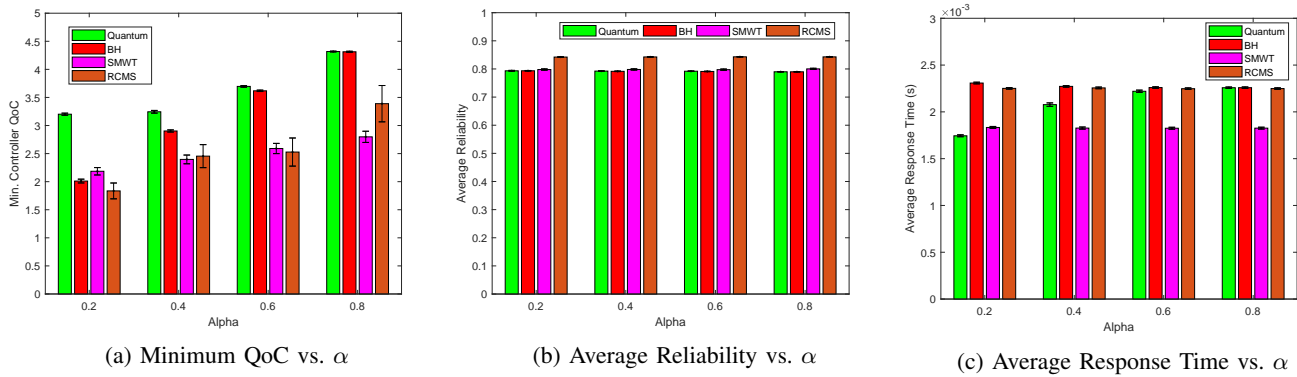 5
4.5
4
3.5
3
2.5
2
1.5
1
0.5
0
Min. Controller QoC
Quantum
BH
SMWT
RCMS
0.2 0.4 0.6 0.8
Alpha
(a) Minimum QoC vs. α
1
0.9
0.8
0.7
0.6
0.5
0.4
0.3
0.2
0.1
0
Average Reliability
Quantum BH SMWT RCMS
0.2 0.4 0.6 0.8
Alpha
(b) Average Reliability vs. α
×10⁻³
3
2.5
2
1.5
1
0.5
0
Average Response Time (s)
Quantum
BH
SMWT
RCMS
0.2 0.4 0.6 0.8
Alpha
(c) Average Response Time vs. α